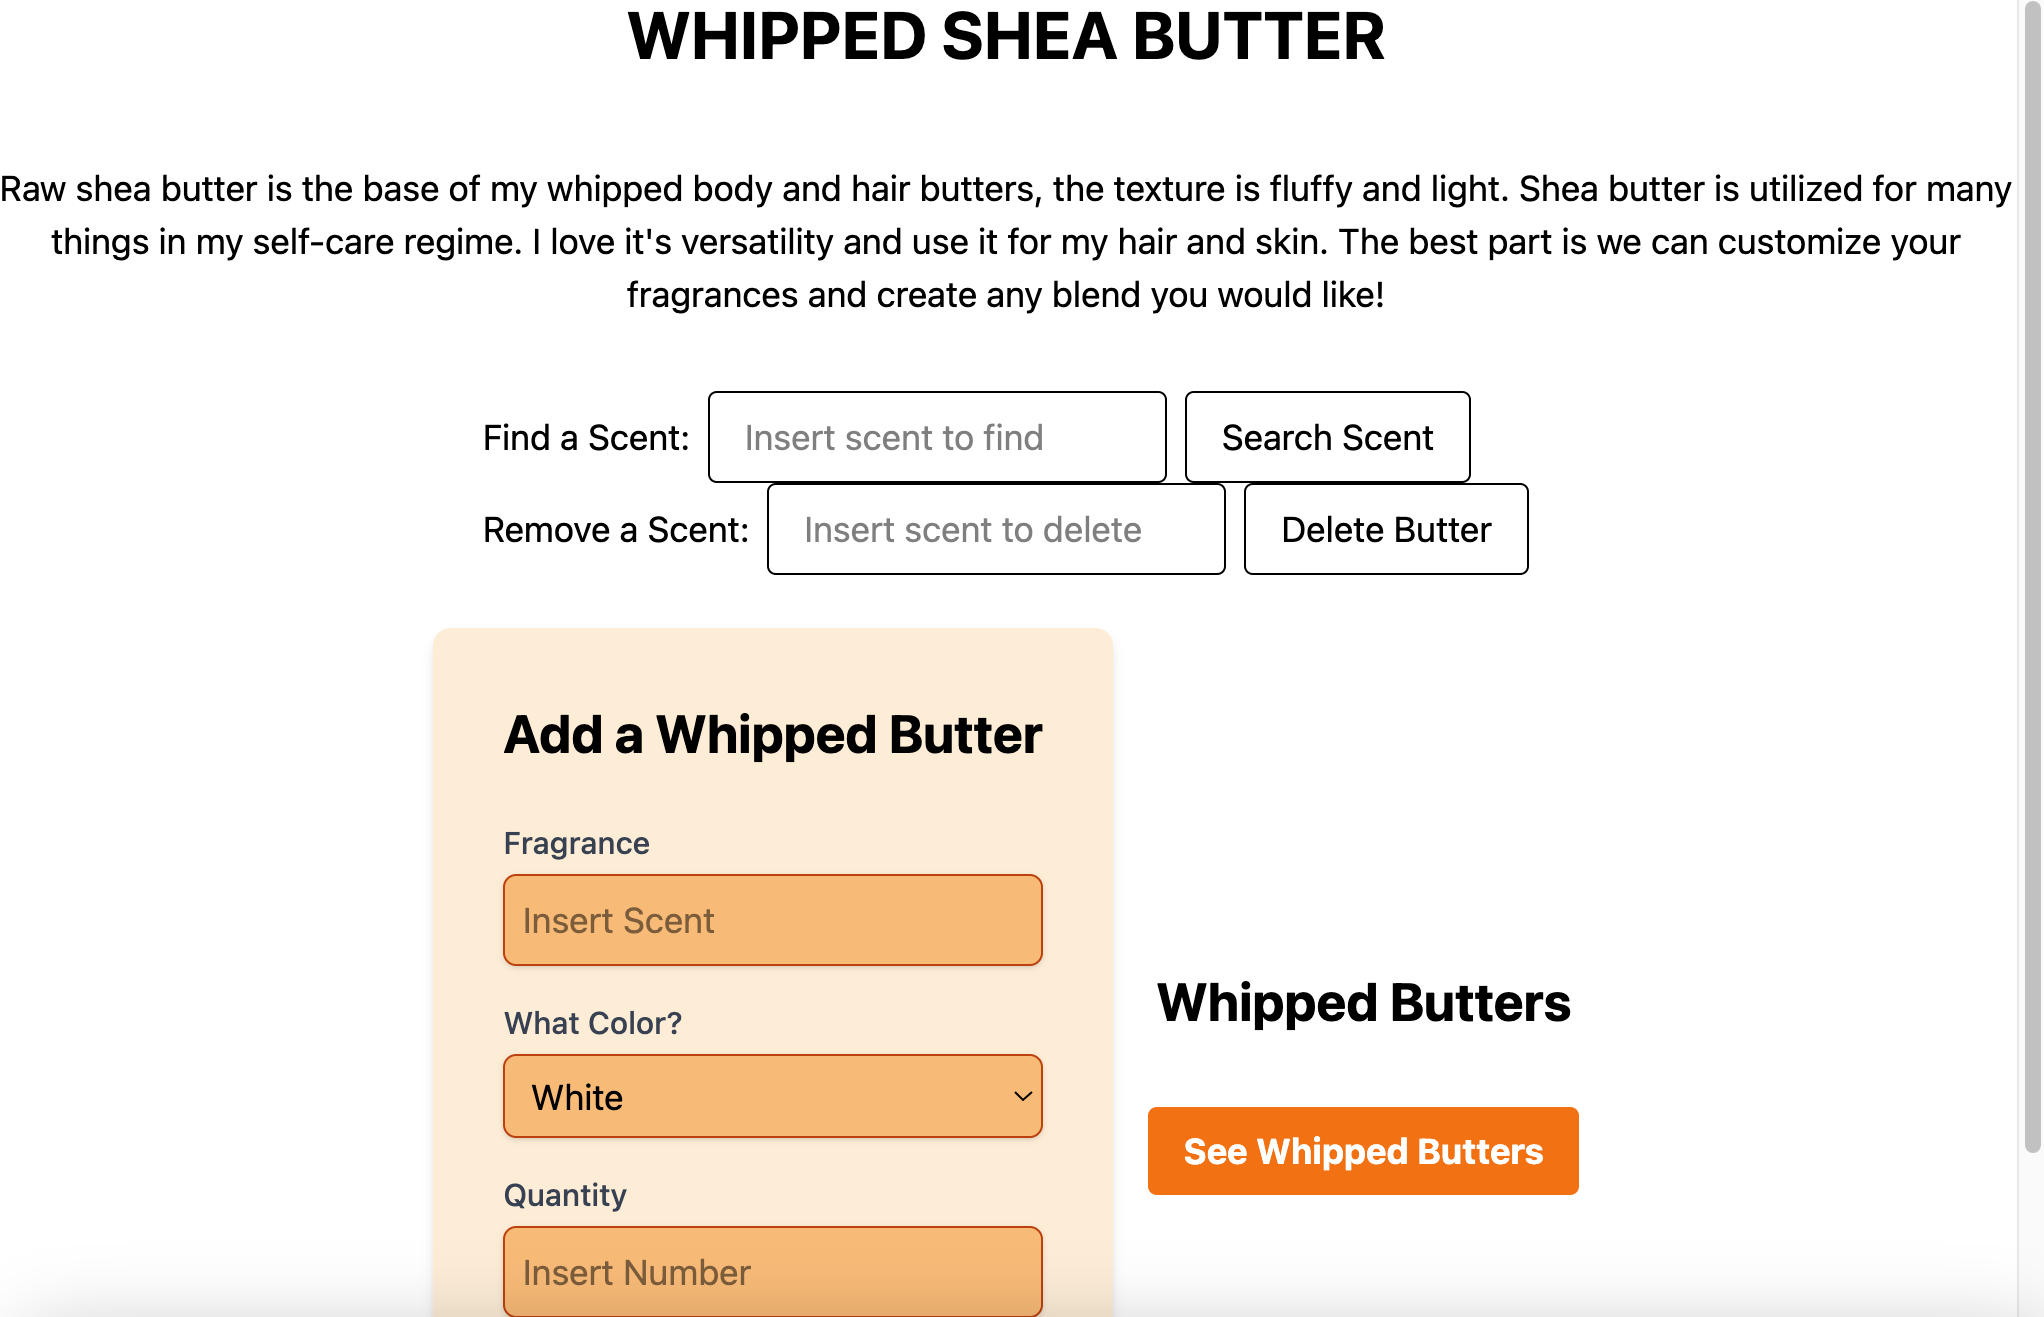 WHIPPED SHEA BUTTER
Raw shea butter is the base of my whipped body and hair butters, the texture is fluffy and light. Shea butter is utilized for many
things in my self-care regime. I love it's versatility and use it for my hair and skin. The best part is we can customize your
fragrances and create any blend you would like!
Find a Scent: Insert scent to find Search Scent
Remove a Scent: Insert scent to delete Delete Butter
Add a Whipped Butter
Fragrance
Insert Scent
What Color?
White
Quantity
Insert Number
Whipped Butters
See Whipped Butters